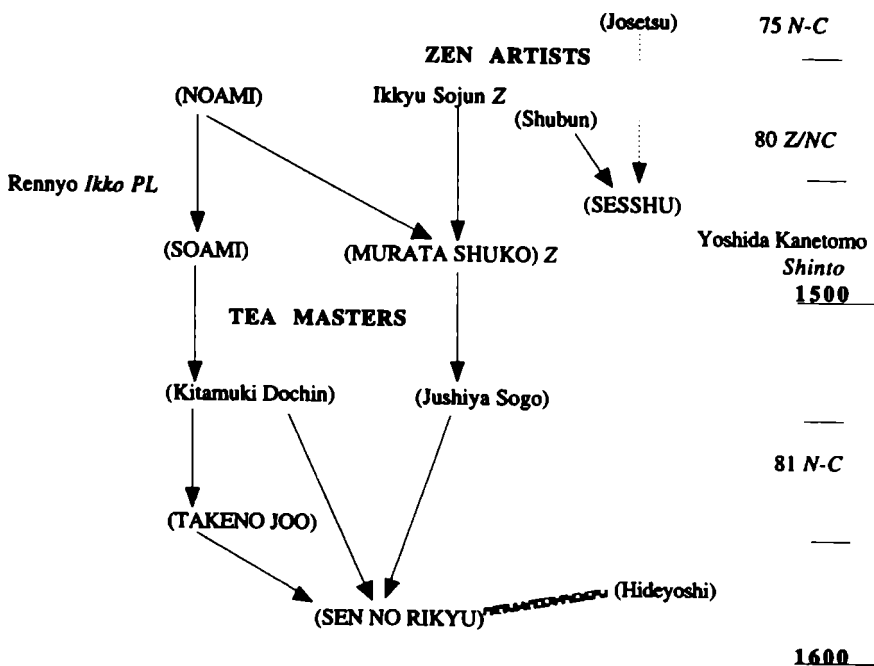 (Josetsu)
75 N-C
ZEN ARTISTS
(NOAMI)
Ikkyu Sojun Z
(Shubun)
80 Z/NC
Rennyo Ikko PL
(SESSHU)
(SOAMI)
(MURATA SHUKO) Z
Yoshida Kanetomo
Shinto
1500
TEA MASTERS
(Kitamuki Dochin)
(Jushiya Sogo)
81 N-C
(TAKENO JOO)
(SEN NO RIKYU)
(Hideyoshi)
1600